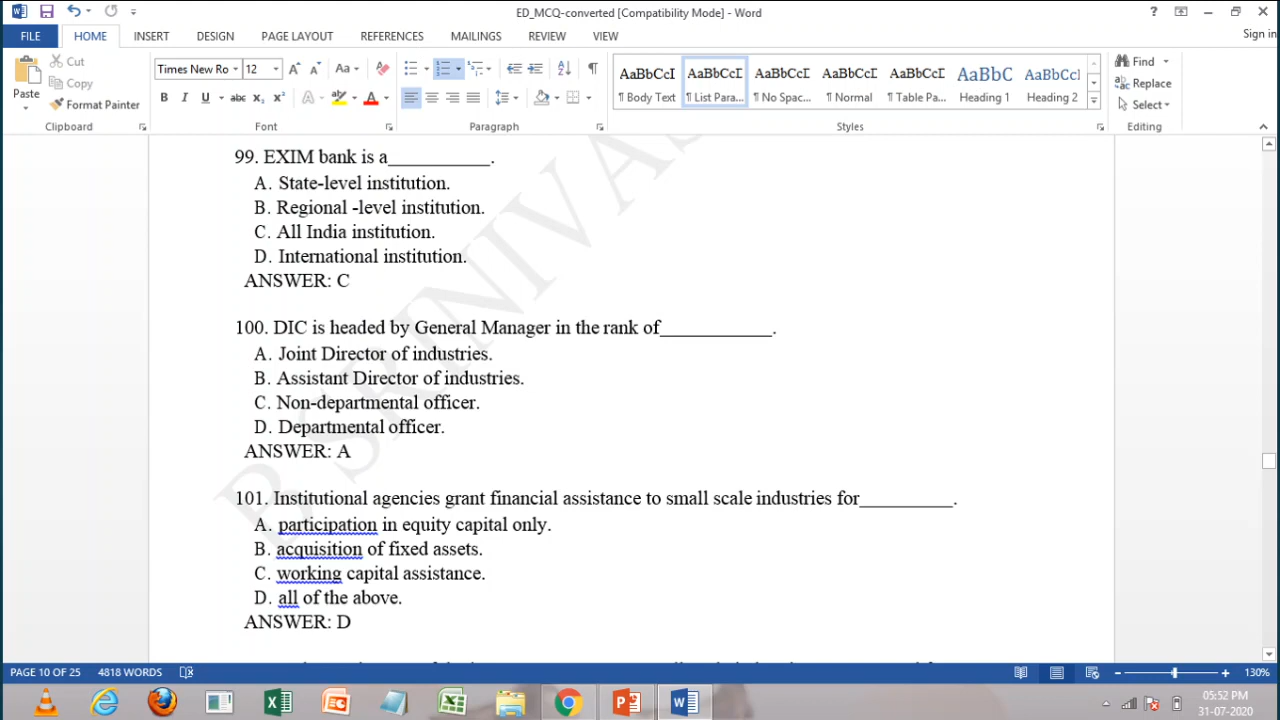 ED_MCQ-converted [Compatibility Mode] - Word
Sign in
FILE HOME INSERT DESIGN PAGE LAYOUT REFERENCES MAILINGS REVIEW VIEW
Paste
Cut
Copy
Format Painter
Clipboard
Times New Ro 12
Font
Paragraph
AaBbCcI AaBbCcI AaBbCcI AaBbCcI AaBbCcI AaBbC AaBbCcl
¶ Body Text ¶ List Para... ¶ No Spac... ¶ Normal ¶ Table Pa... Heading 1 Heading 2
Styles
Find
Replace
Select
Editing
B SRINIVAS
99. EXIM bank is a___________.
A. State-level institution.
B. Regional -level institution.
C. All India institution.
D. International institution.
ANSWER: C
100. DIC is headed by General Manager in the rank of____________.
A. Joint Director of industries.
B. Assistant Director of industries.
C. Non-departmental officer.
D. Departmental officer.
ANSWER: A
101. Institutional agencies grant financial assistance to small scale industries for__________.
A. participation in equity capital only.
B. acquisition of fixed assets.
C. working capital assistance.
D. all of the above.
ANSWER: D
PAGE 10 OF 25 4818 WORDS 130%
05:52 PM
31-07-2020